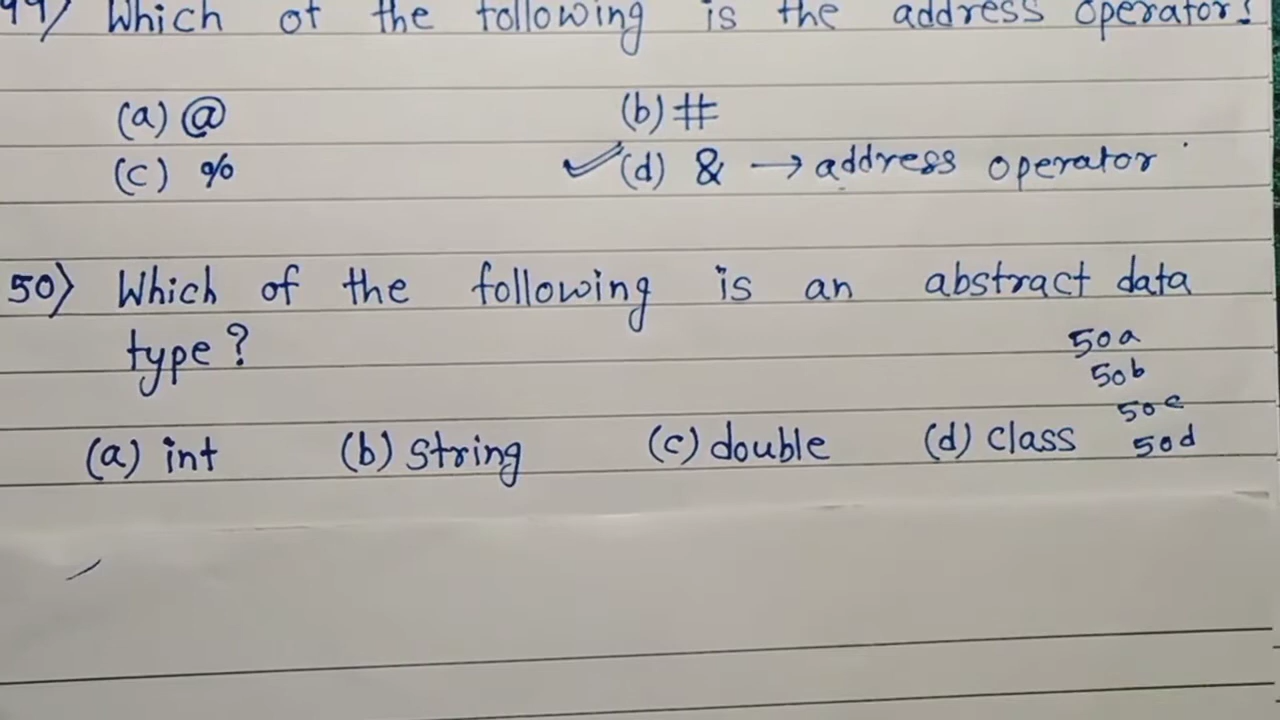 49) Which of the following is the address operator?
(a) @ (b) #
(c) % (d) & → address operator
50) Which of the following is an abstract data
type?
50a
50b
50c
(a) int (b) string (c) double (d) class 50d